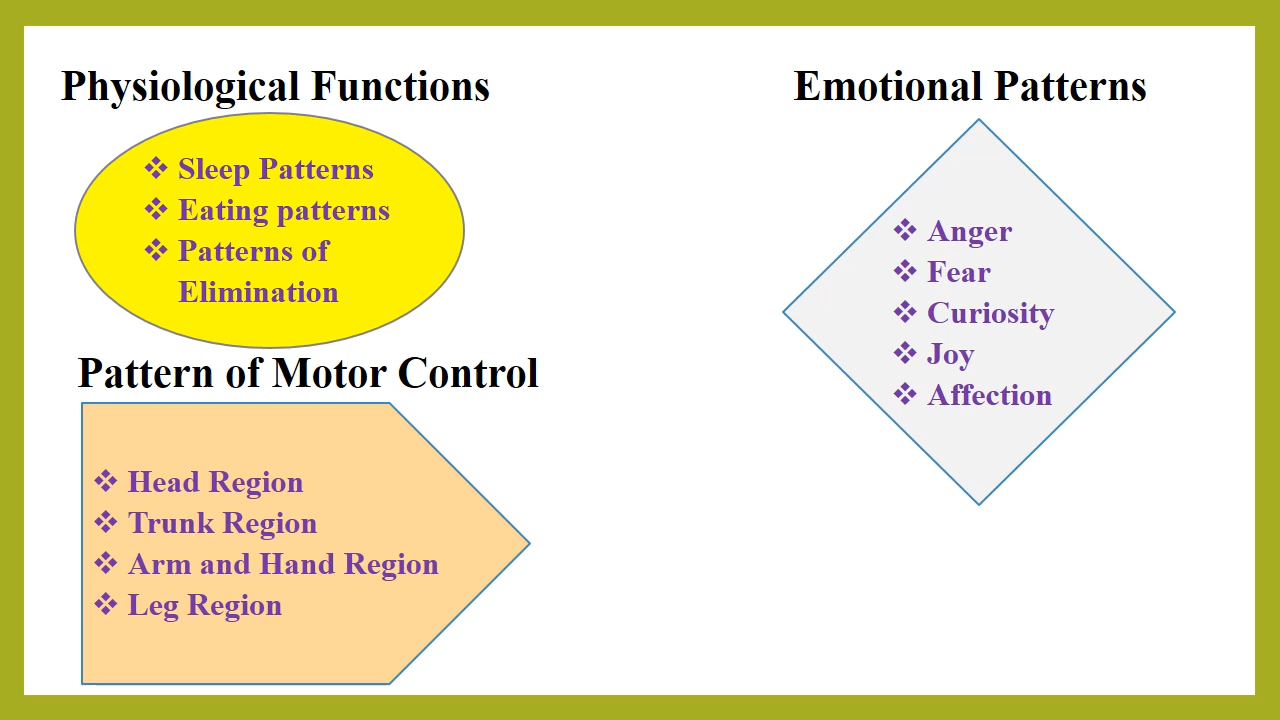 Physiological Functions
❖ Sleep Patterns
❖ Eating patterns
❖ Patterns of
Elimination
Pattern of Motor Control
❖ Head Region
❖ Trunk Region
❖ Arm and Hand Region
❖ Leg Region
Emotional Patterns
❖ Anger
❖ Fear
❖ Curiosity
❖ Joy
❖ Affection